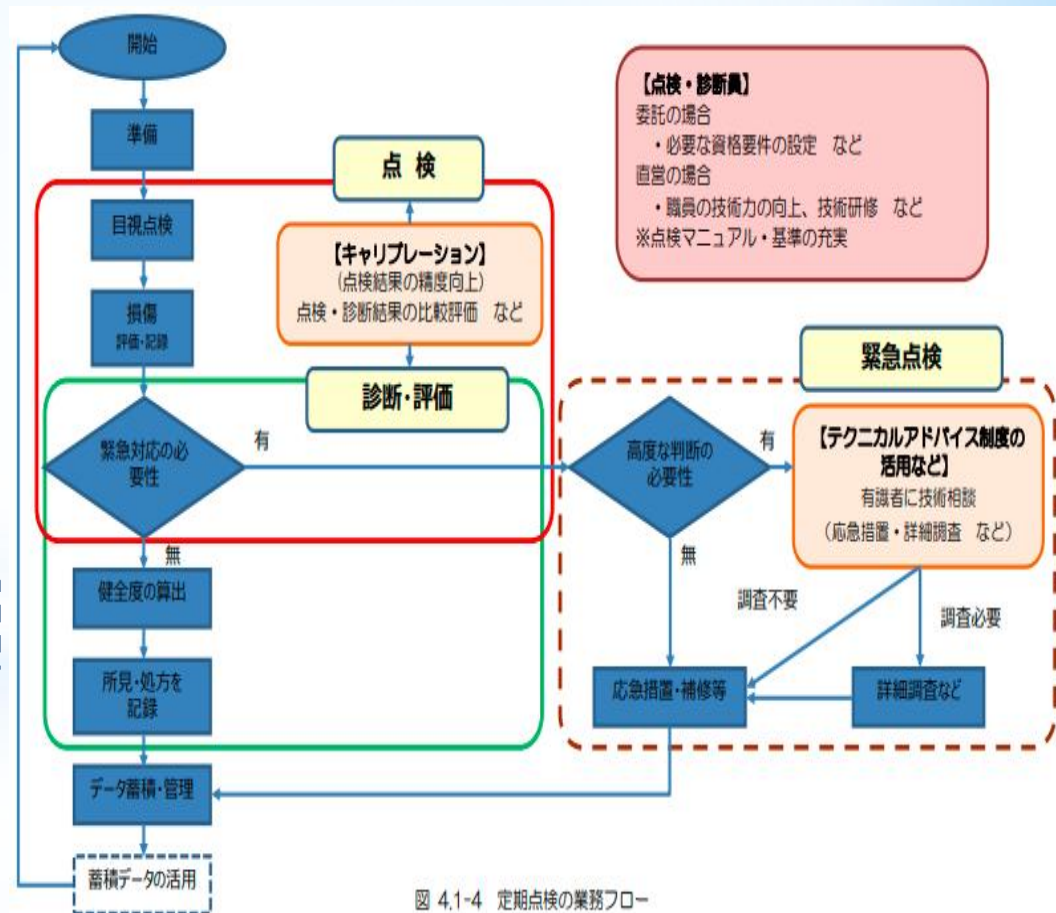 開始
準備
目視点検
損傷
評価・記録
点 検
【キャリブレーション】
(点検結果の精度向上)
点検・診断結果の比較評価 など
【点検・診断員】
委託の場合
・必要な資格要件の設定 など
直営の場合
・職員の技術力の向上、技術研修 など
※点検マニュアル・基準の充実
診断・評価
緊急対応の必
要性
有
無
緊急点検
高度な判断の
必要性
有
無
【テクニカルアドバイス制度の
活用など】
有識者に技術相談
（応急措置・詳細調査 など）
調査不要
調査必要
健全度の算出
所見・処方を
記録
応急措置・補修等
詳細調査など
データ蓄積・管理
蓄積データの活用
図 4.1-4 定期点検の業務フロー